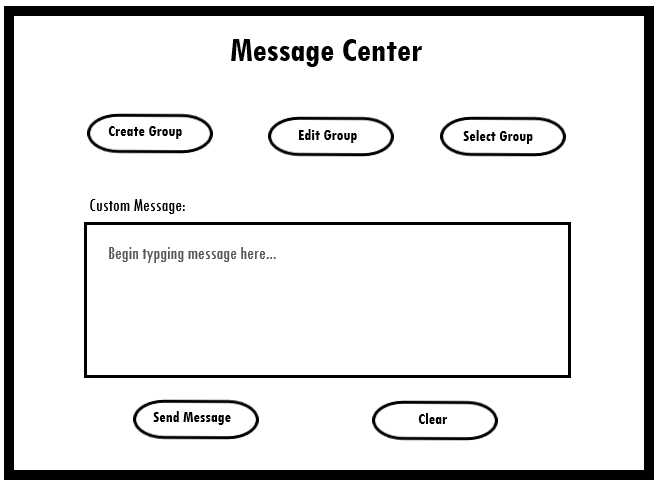 Message Center
Create Group
Edit Group
Select Group
Custom Message:
Begin typging message here...
Send Message
Clear